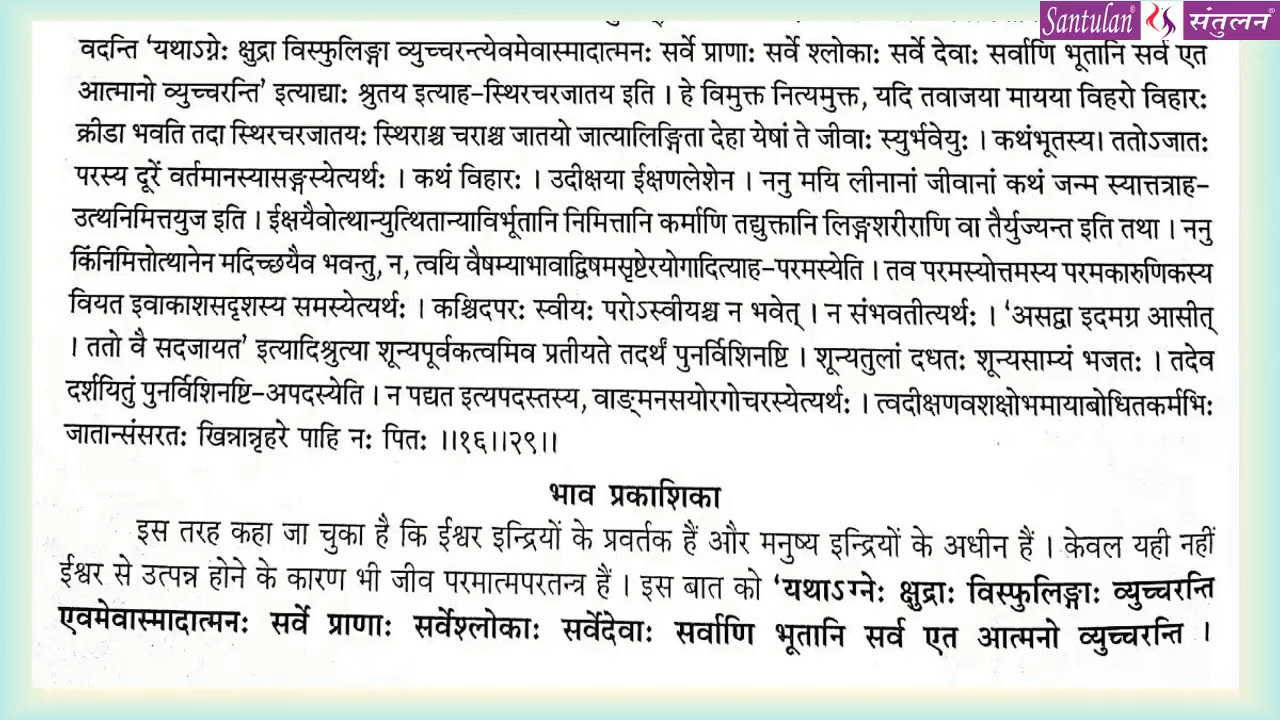 Santulan® संतुलन®
वदन्ति ‘यथाऽग्नेः क्षुद्रा विस्फुलिङ्गा व्युच्चरन्त्येवमेवास्मादात्मनः सर्वे प्राणाः सर्वे श्लोकाः सर्वे देवाः सर्वाणि भूतानि सर्व एत
आत्मानो व्युच्चरन्ति’ इत्याद्याः श्रुतय इत्याह–स्थिरचरजातय इति । हे विमुक्त नित्यमुक्त, यदि तवाजया मायया विहरो विहारः
क्रीडा भवति तदा स्थिरचरजातयः स्थिराश्च चराश्च जातयो जात्यालिङ्गिता देहा येषां ते जीवाः स्युर्भवेयुः । कथंभूतस्य। ततोऽजातः
परस्य दूरें वर्तमानस्यासङ्गस्येत्यर्थः । कथं विहारः । उदीक्षया ईक्षणलेशेन । ननु मयि लीनानां जीवानां कथं जन्म स्यात्तत्राह–
उत्थनिमित्तयुज इति । ईक्षयैवोत्थान्युत्थितान्याविर्भूतानि निमित्तानि कर्माणि तद्युक्तानि लिङ्गशरीराणि वा तैर्युज्यन्त इति तथा । ननु
किंनिमित्तोत्थानेन मदिच्छयैव भवन्तु, न, त्वयि वैषम्याभावाद्विषमसृष्टेरयोगादित्याह–परमस्येति । तव परमस्योत्तमस्य परमकारुणिकस्य
वियत इवाकाशसदृशस्य समस्येत्यर्थः । कश्चिदपरः स्वीयः परोऽस्वीयश्च न भवेत् । न संभवतीत्यर्थः । ‘असद्वा इदमग्र आसीत्
। ततो वै सदजायत’ इत्यादिश्रुत्या शून्यपूर्वकत्वमिव प्रतीयते तदर्थं पुनर्विशिनष्टि । शून्यतुलां दधतः शून्यसाम्यं भजतः । तदेव
दर्शयितुं पुनर्विशिनष्टि–अपदस्येति । न पद्यत इत्यपदस्तस्य, वाङ्मनसयोरगोचरस्येत्यर्थः । त्वदीक्षणवशक्षोभमायाबोधितकर्मभिः
जातान्संसरतः खिन्नान्नृहरे पाहि नः पितः ।।१६।।२९।।
भाव प्रकाशिका
इस तरह कहा जा चुका है कि ईश्वर इन्द्रियों के प्रवर्तक हैं और मनुष्य इन्द्रियों के अधीन हैं । केवल यही नहीं
ईश्वर से उत्पन्न होने के कारण भी जीव परमात्मपरतन्त्र हैं । इस बात को ‘यथाऽग्नेः क्षुद्राः विस्फुलिङ्गाः व्युच्चरन्ति
एवमेवास्मादात्मनः सर्वे प्राणाः सर्वेश्लोकाः सर्वेदेवाः सर्वाणि भूतानि सर्व एत आत्मनो व्युच्चरन्ति ।